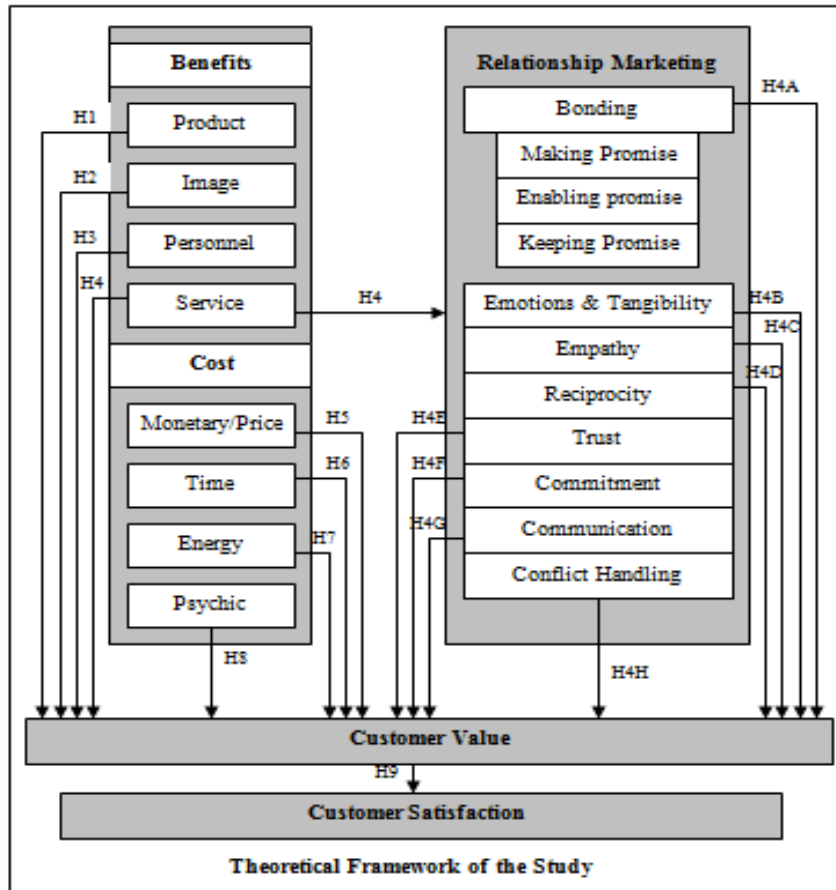 Benefits
H1
Product
H2
Image
H3
Personnel
H4
Service
H4
Cost
Monetary/Price
H5
Time
H6
Energy
H7
Psychic
H8
Relationship Marketing
Bonding
H4A
Making Promise
Enabling promise
Keeping Promise
Emotions & Tangibility
H4B
Empathy
H4C
Reciprocity
H4D
H4E
Trust
H4F
Commitment
H4G
Communication
Conflict Handling
H4H
Customer Value
H9
Customer Satisfaction
Theoretical Framework of the Study